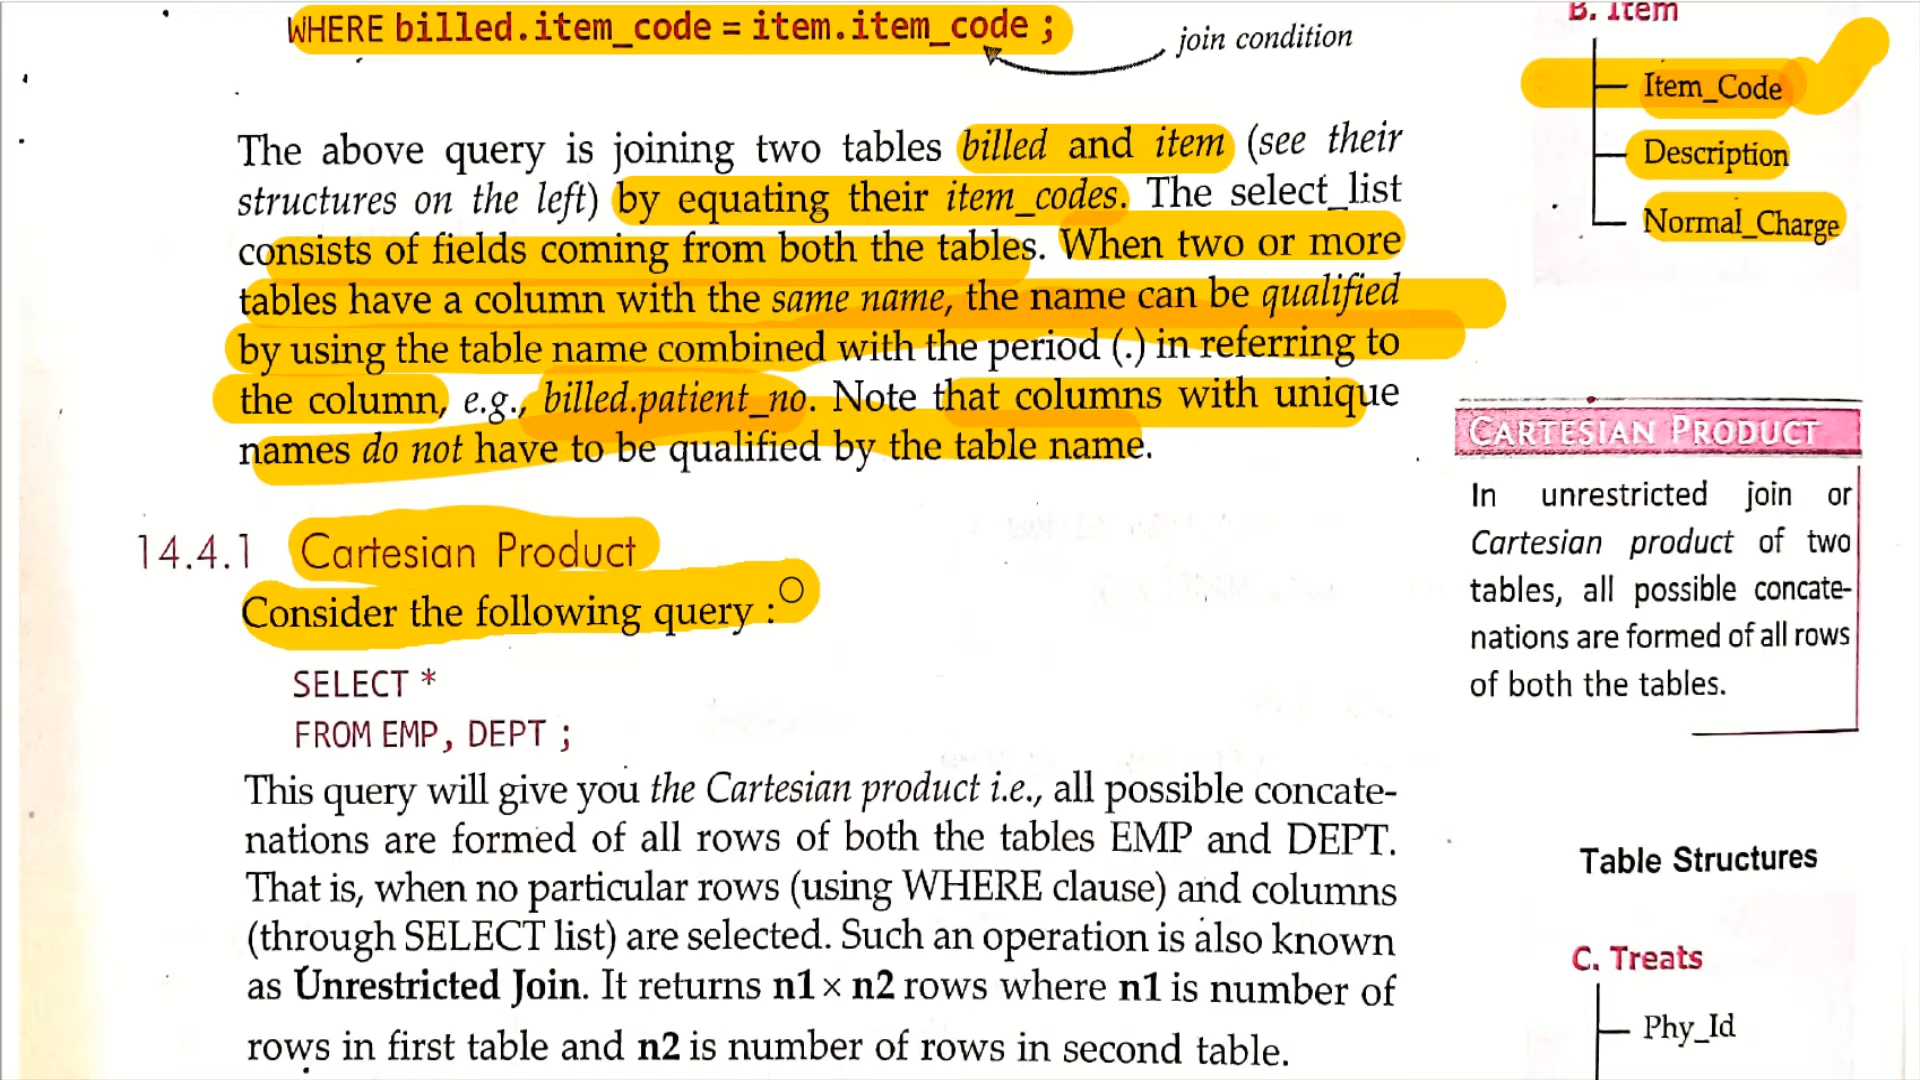 WHERE billed.item_code = item.item_code ;
join condition
The above query is joining two tables billed and item (see their
structures on the left) by equating their item_codes. The select_list
consists of fields coming from both the tables. When two or more
tables have a column with the same name, the name can be qualified
by using the table name combined with the period (.) in referring to
the column, e.g., billed.patient_no. Note that columns with unique
names do not have to be qualified by the table name.
14.4.1 Cartesian Product
Consider the following query :
SELECT *
FROM EMP, DEPT ;
This query will give you the Cartesian product i.e., all possible concate-
nations are formed of all rows of both the tables EMP and DEPT.
That is, when no particular rows (using WHERE clause) and columns
(through SELECT list) are selected. Such an operation is also known
as Unrestricted Join. It returns n1 × n2 rows where n1 is number of
rows in first table and n2 is number of rows in second table.
B. Item
Item_Code
Description
Normal_Charge
CARTESIAN PRODUCT
In unrestricted join or
Cartesian product of two
tables, all possible concate-
nations are formed of all rows
of both the tables.
Table Structures
C. Treats
Phy_Id